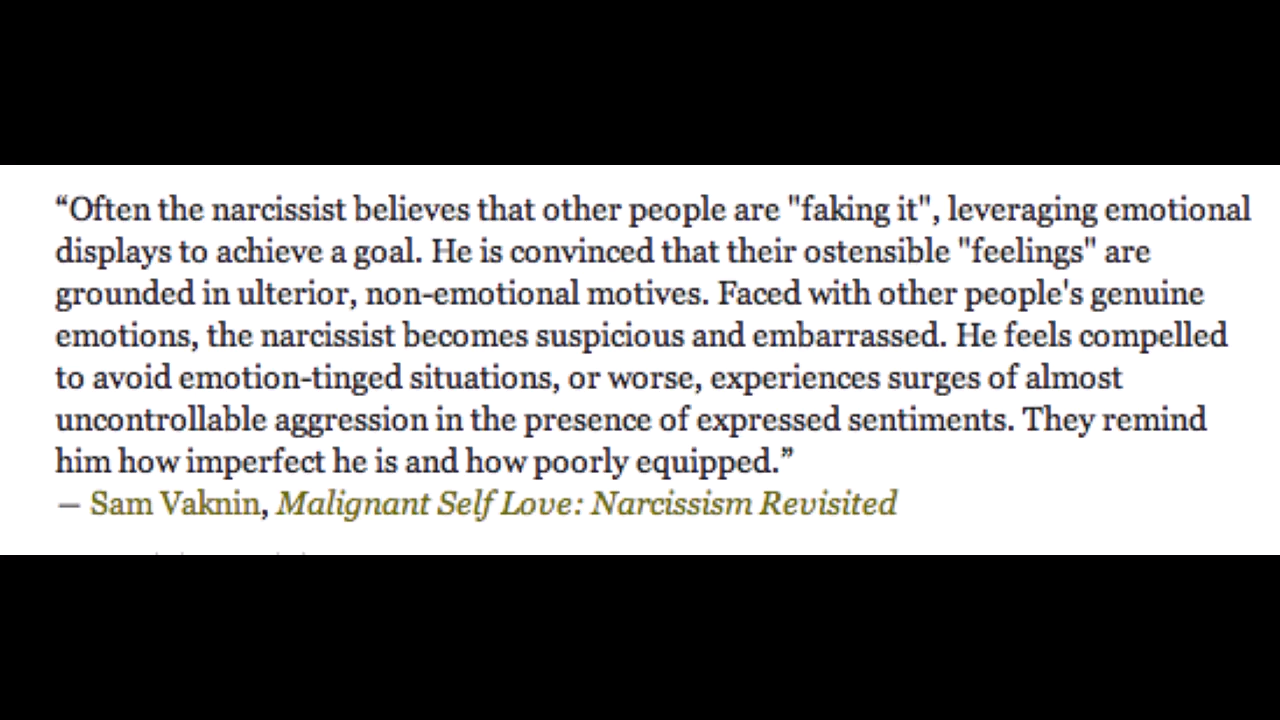 “Often the narcissist believes that other people are "faking it", leveraging emotional
displays to achieve a goal. He is convinced that their ostensible "feelings" are
grounded in ulterior, non-emotional motives. Faced with other people's genuine
emotions, the narcissist becomes suspicious and embarrassed. He feels compelled
to avoid emotion-tinged situations, or worse, experiences surges of almost
uncontrollable aggression in the presence of expressed sentiments. They remind
him how imperfect he is and how poorly equipped.”
― Sam Vaknin, Malignant Self Love: Narcissism Revisited